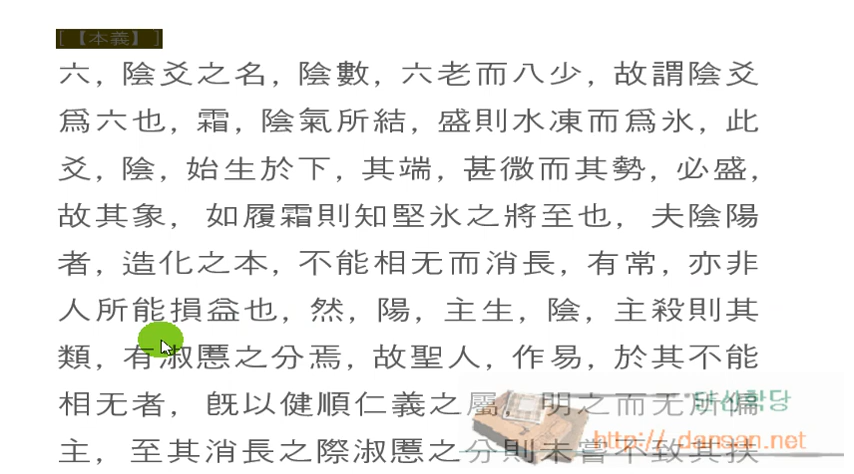 [ 【本義】 ]
六, 陰爻之名, 陰數, 六老而八少, 故謂陰爻
爲六也, 霜, 陰氣所結, 盛則水凍而爲氷, 此
爻, 陰, 始生於下, 其端, 甚微而其勢, 必盛,
故其象, 如履霜則知堅氷之將至也, 夫陰陽
者, 造化之本, 不能相无而消長, 有常, 亦非
人所能損益也, 然, 陽, 主生, 陰, 主殺則其
類, 有淑慝之分焉, 故聖人, 作易, 於其不能
相无者, 旣以健順仁義之屬, 明之而无所偏
主, 至其消長之際淑慝之分則未嘗不致其扶
단산학당
http://dansan.net